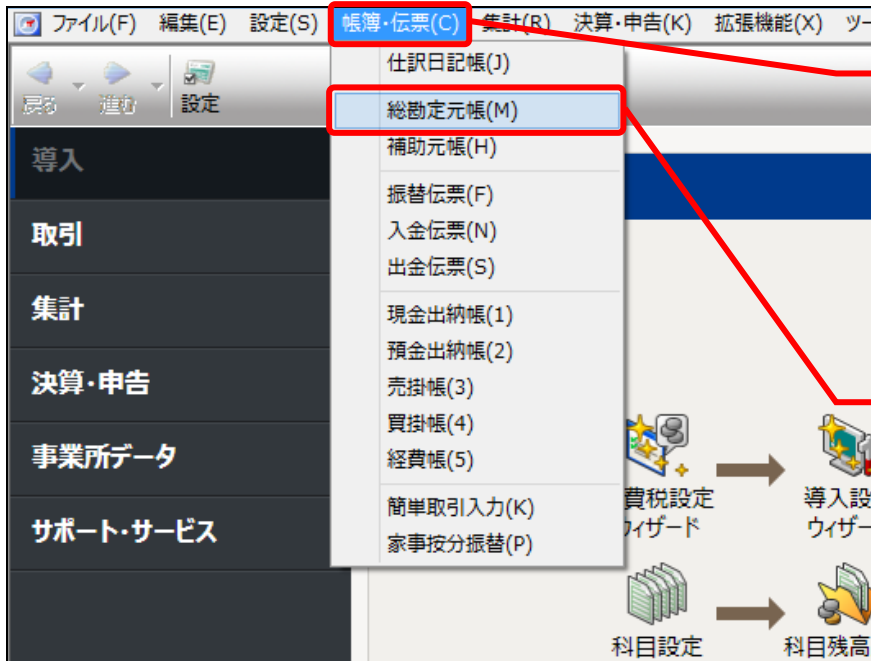 ファイル(F) 編集(E) 設定(S) 帳簿・伝票(C) 集計(R) 決算・申告(K) 拡張機能(X) ツー
戻る 進む 設定
導入
取引
集計
決算・申告
事業所データ
サポート・サービス
仕訳日記帳(J)
総勘定元帳(M)
補助元帳(H)
振替伝票(F)
入金伝票(N)
出金伝票(S)
現金出納帳(1)
預金出納帳(2)
売掛帳(3)
買掛帳(4)
経費帳(5)
簡単取引入力(K)
家事按分振替(P)
費税設定
ウィザード
導入設
ウィザー
科目設定
科目残高